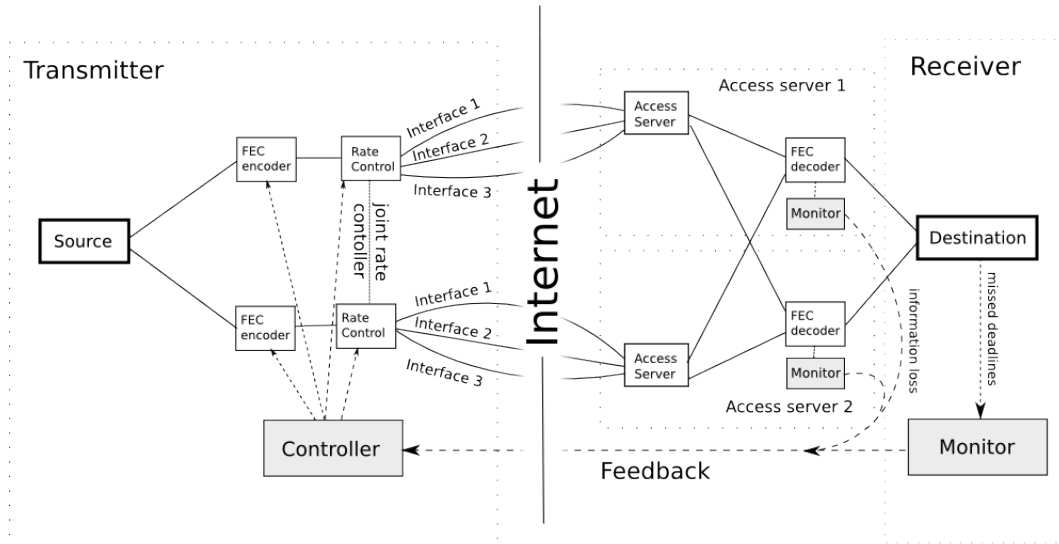 Transmitter
Receiver
Access server 1
Interface 1
Interface 2
Interface 3
Access
Server
FEC
encoder
Rate
Control
FEC
decoder
Monitor
joint rate
contoller
Internet
Source
Destination
Interface 1
Interface 2
Interface 3
FEC
encoder
Rate
Control
Access
Server
FEC
decoder
Monitor
information loss
missed deadlines
Access server 2
Controller
Feedback
Monitor